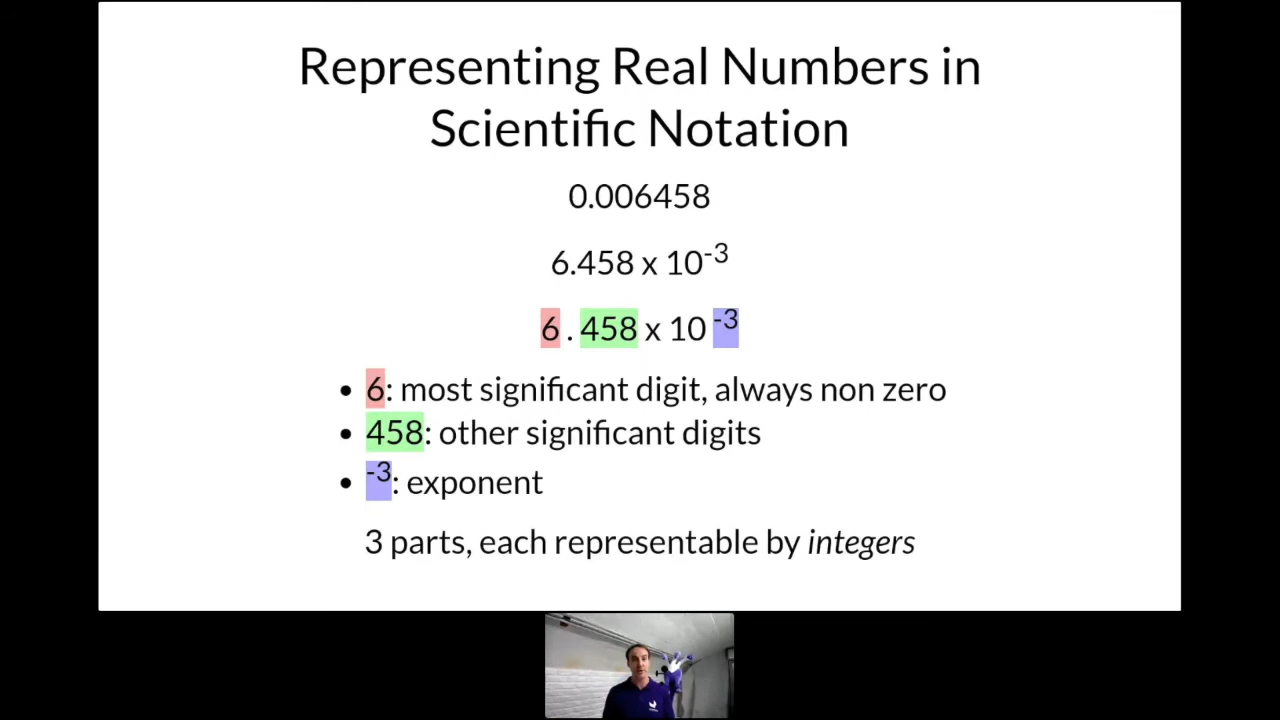 Representing Real Numbers in
Scientific Notation
0.006458
6.458 x 10-3
6 . 458 x 10 -3
• 6: most significant digit, always non zero
• 458: other significant digits
• -3: exponent
3 parts, each representable by integers